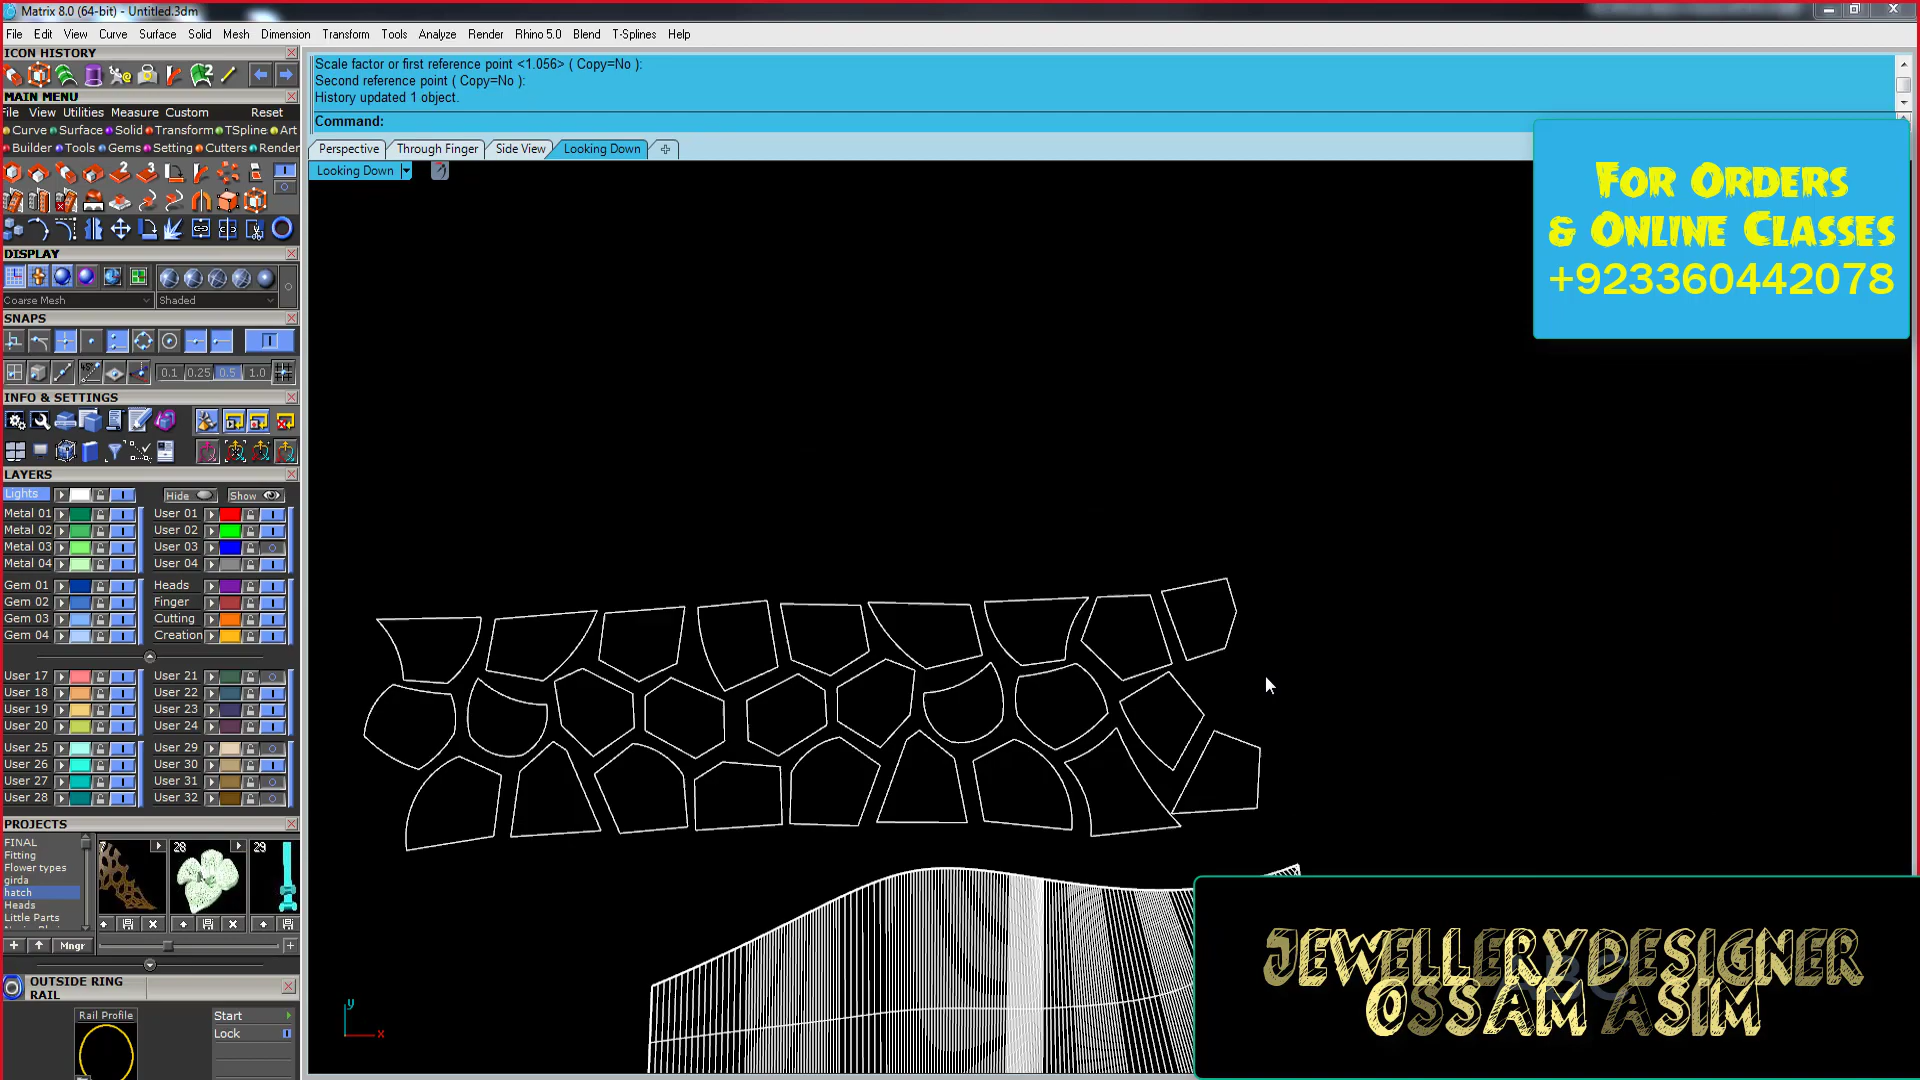 Matrix 8.0 (64-bit) - Untitled.3dm
File Edit View Curve Surface Solid Mesh Dimension Transform Tools Analyze Render Rhino 5.0 Blend T-Splines Help
ICON HISTORY
MAIN MENU
File View Utilities Measure Custom Reset
Curve Surface Solid Transform TSpline Art
Builder Tools Gems Setting Cutters Render
DISPLAY
Coarse Mesh Shaded
SNAPS
0.1 0.25 0.5 1.0
INFO & SETTINGS
LAYERS
Lights Hide Show
Metal 01 User 01
Metal 02 User 02
Metal 03 User 03
Metal 04 User 04
Gem 01 Heads
Gem 02 Finger
Gem 03 Cutting
Gem 04 Creation
User 17 User 21
User 18 User 22
User 19 User 23
User 20 User 24
User 25 User 29
User 26 User 30
User 27 User 31
User 28 User 32
PROJECTS
FINAL
Fitting
Flower types
girda
hatch
Heads
Little Parts
28 29
Mngr
OUTSIDE RING
RAIL
Rail Profile
Start
Lock
Scale factor or first reference point <1.056> ( Copy=No ):
Second reference point ( Copy=No ):
History updated 1 object.
Command:
Perspective Through Finger Side View Looking Down
Looking Down
y
x
FOR ORDERS
& ONLINE CLASSES
+923360442078
JEWELLERY DESIGNER
OSSAM ASIM